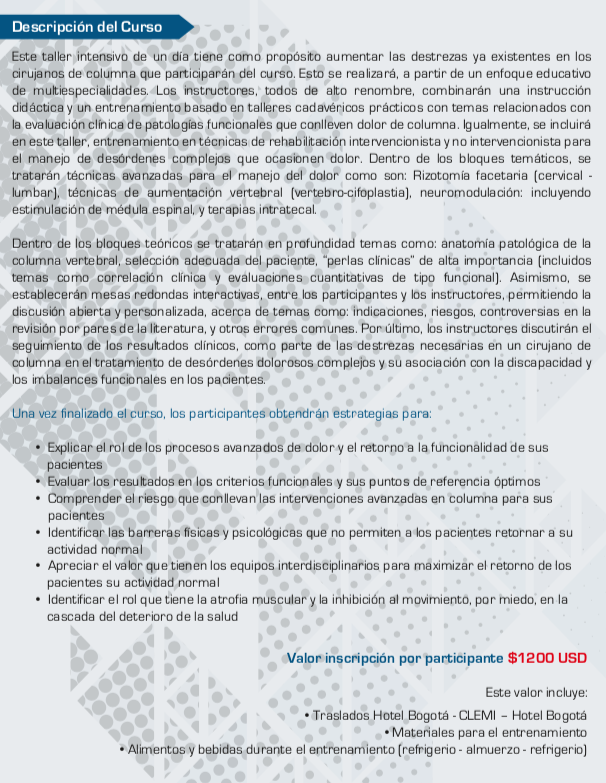 Descripción del Curso
Este taller intensivo de un día tiene como propósito aumentar las destrezas ya existentes en los
cirujanos de columna que participarán del curso. Esto se realizará, a partir de un enfoque educativo
de multiespecialidades. Los instructores, todos de alto renombre, combinarán una instrucción
didáctica y un entrenamiento basado en talleres cadavéricos prácticos con temas relacionados con
la evaluación clínica de patologías funcionales que conlleven dolor de columna. Igualmente, se incluirá
en este taller, entrenamiento en técnicas de rehabilitación intervencionista y no intervencionista para
el manejo de desórdenes complejos que ocasionen dolor. Dentro de los bloques temáticos, se
tratarán técnicas avanzadas para el manejo del dolor como son: Rizotomía facetaria (cervical -
lumbar), técnicas de aumentación vertebral (vertebro-cifoplastia), neuromodulación: incluyendo
estimulación de médula espinal, y terapias intratecal.
Dentro de los bloques teóricos se tratarán en profundidad temas como: anatomía patológica de la
columna vertebral, selección adecuada del paciente, "perlas clínicas" de alta importancia (incluidos
temas como correlación clínica y evaluaciones cuantitativas de tipo funcional). Asimismo, se
establecerán mesas redondas interactivas, entre los participantes y los instructores, permitiendo la
discusión abierta y personalizada, acerca de temas como: indicaciones, riesgos, controversias en la
revisión por pares de la literatura, y otros errores comunes. Por último, los instructores discutirán el
seguimiento de los resultados clínicos, como parte de las destrezas necesarias en un cirujano de
columna en el tratamiento de desórdenes dolorosos complejos y su asociación con la discapacidad y
los imbalances funcionales en los pacientes.
Una vez finalizado el curso, los participantes obtendrán estrategias para:
• Explicar el rol de los procesos avanzados de dolor y el retorno a la funcionalidad de sus
pacientes
• Evaluar los resultados en los criterios funcionales y sus puntos de referencia óptimos
• Comprender el riesgo que conllevan las intervenciones avanzadas en columna para sus
pacientes
• Identificar las barreras físicas y psicológicas que no permiten a los pacientes retornar a su
actividad normal
• Apreciar el valor que tienen los equipos interdisciplinarios para maximizar el retorno de los
pacientes su actividad normal
• Identificar el rol que tiene la atrofia muscular y la inhibición al movimiento, por miedo, en la
cascada del deterioro de la salud
Valor inscripción por participante $1200 USD
Este valor incluye:
• Traslados Hotel Bogotá - CLEMI – Hotel Bogotá
• Materiales para el entrenamiento
• Alimentos y bebidas durante el entrenamiento (refrigerio - almuerzo - refrigerio)